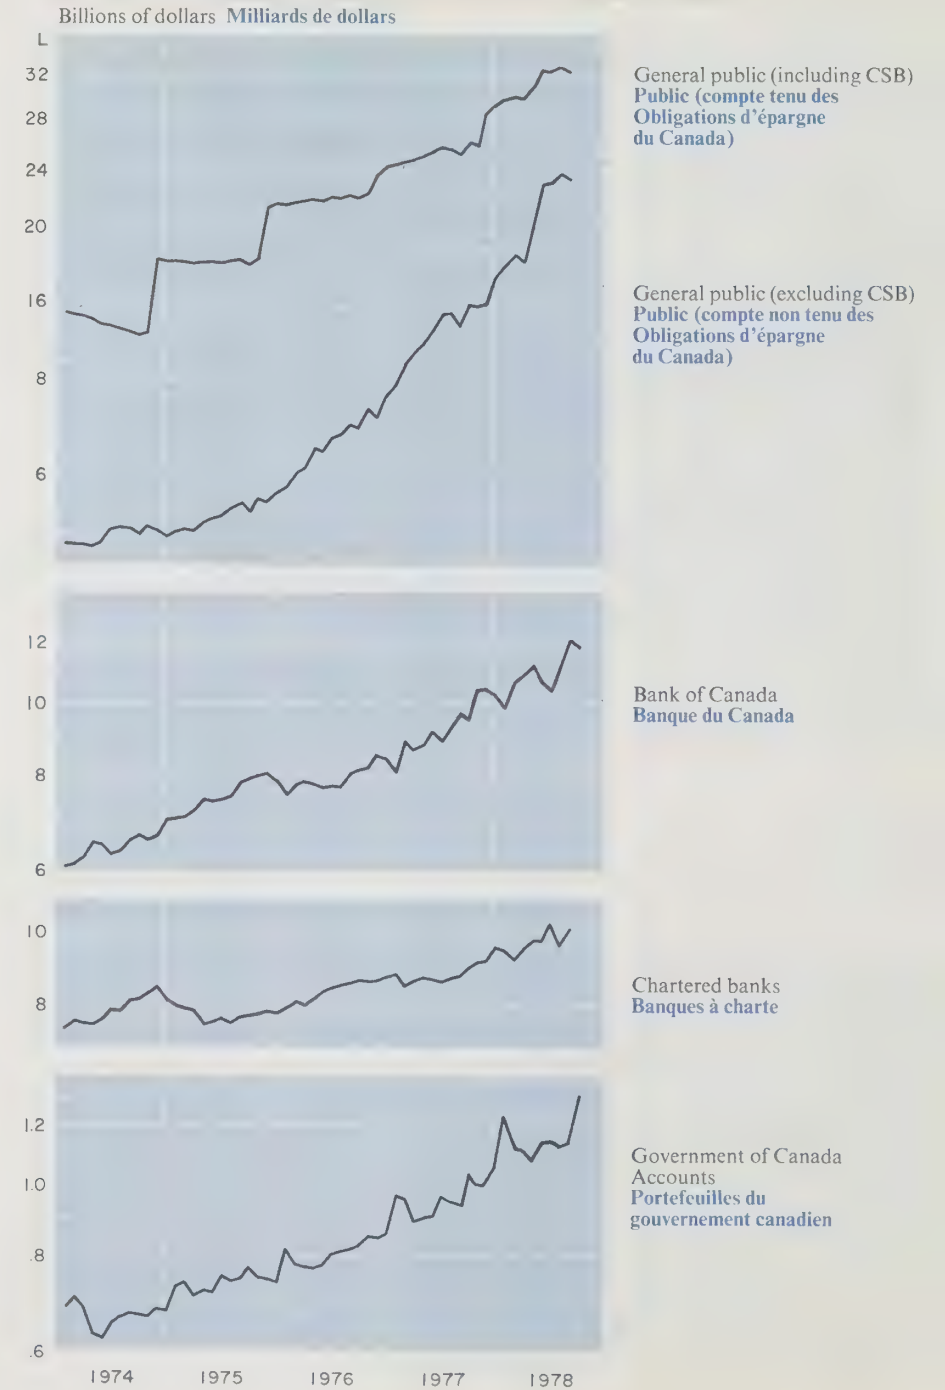 Billions of dollars Milliards de dollars
L
32
28
24
20
16
8
6
General public (including CSB)
Public (compte tenu des
Obligations d'épargne
du Canada)
General public (excluding CSB)
Public (compte non tenu des
Obligations d'épargne
du Canada)
12
10
8
6
Bank of Canada
Banque du Canada
10
8
Chartered banks
Banques à charte
1.2
1.0
.8
.6
Government of Canada
Accounts
Portefeuilles du
gouvernement canadien
1974 1975 1976 1977 1978